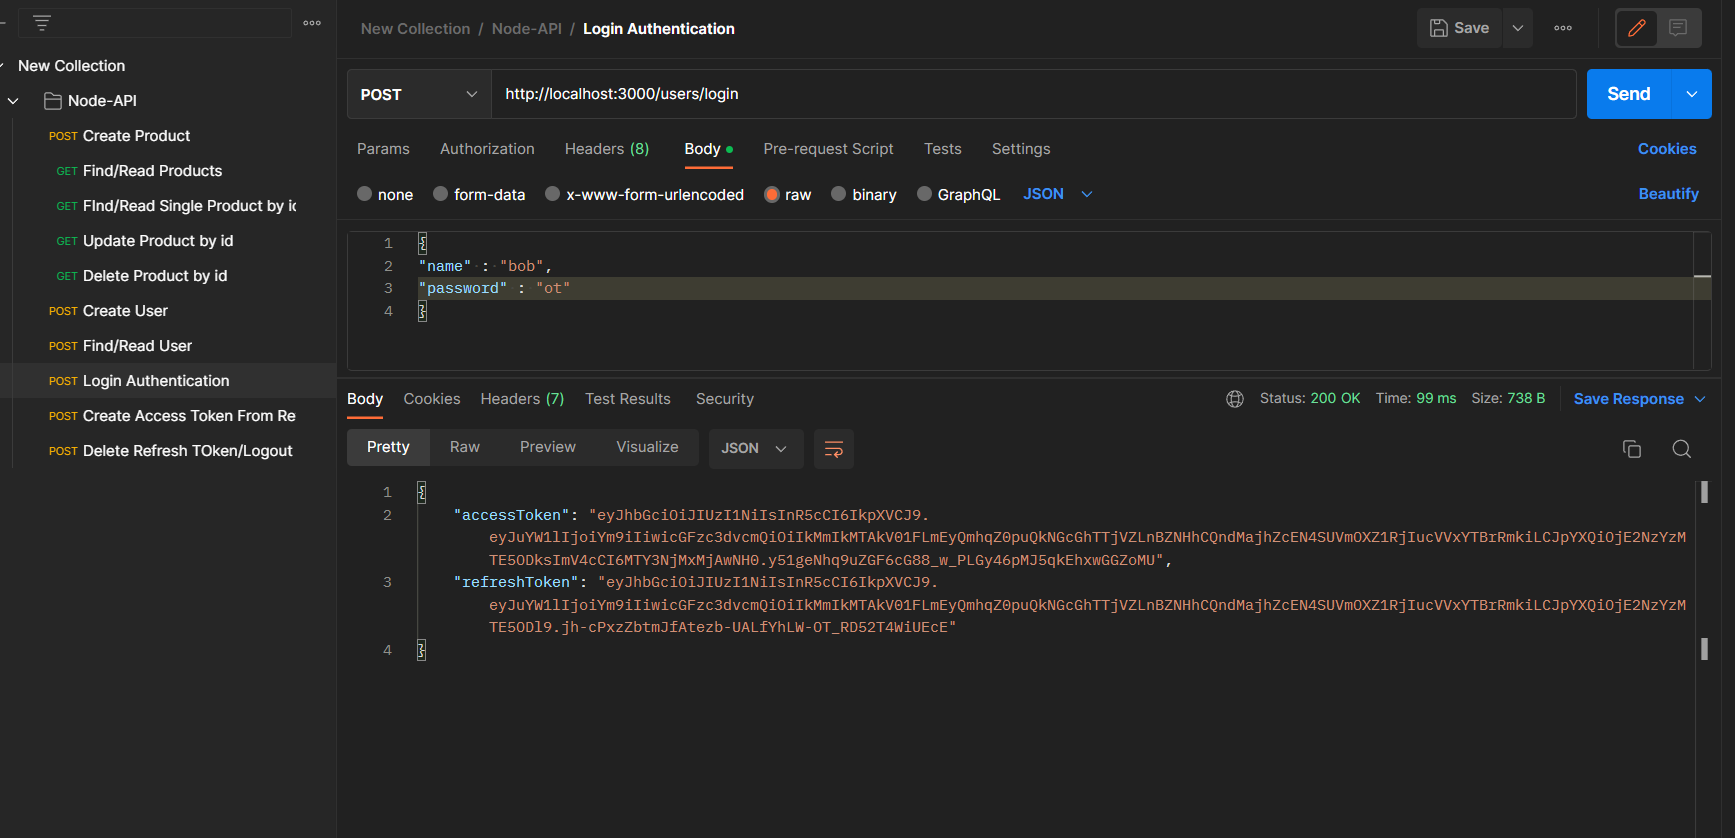 New Collection / Node-API / Login Authentication
Save
New Collection
Node-API
POST Create Product
GET Find/Read Products
GET FInd/Read Single Product by ic
GET Update Product by id
GET Delete Product by id
POST Create User
POST Find/Read User
POST Login Authentication
POST Create Access Token From Re
POST Delete Refresh TOken/Logout
POST http://localhost:3000/users/login Send
Params Authorization Headers (8) Body Pre-request Script Tests Settings Cookies
none form-data x-www-form-urlencoded raw binary GraphQL JSON Beautify
1 {
2 "name" : "bob",
3 "password" : "ot"
4 }
Body Cookies Headers (7) Test Results Security Status: 200 OK Time: 99 ms Size: 738 B Save Response
Pretty Raw Preview Visualize JSON
1 {
2 "accessToken": "eyJhbGciOiJIUzI1NiIsInR5cCI6IkpXVCJ9.
eyJuYW1lIjoiYm9iIiwicGFzc3dvcmQiOiIkMmIkMTAkV01FLmEyQmhqZ0puQkNGcGhTTjVZLnBZNHhCQndMajhZcEN4SUVmOXZ1RjIucVVxYTBrRmkiLCJpYXQiOjE2NzYzM
TE5ODksImV4cCI6MTY3NjMxMjAwNH0.y51geNhq9uZGF6cG88_w_PLGy46pMJ5qkEhxwGGZoMU",
3 "refreshToken": "eyJhbGciOiJIUzI1NiIsInR5cCI6IkpXVCJ9.
eyJuYW1lIjoiYm9iIiwicGFzc3dvcmQiOiIkMmIkMTAkV01FLmEyQmhqZ0puQkNGcGhTTjVZLnBZNHhCQndMajhZcEN4SUVmOXZ1RjIucVVxYTBrRmkiLCJpYXQiOjE2NzYzM
TE5ODl9.jh-cPxzZbtmJfAtezb-UALfYhLW-OT_RD52T4WiUEcE"
4 }